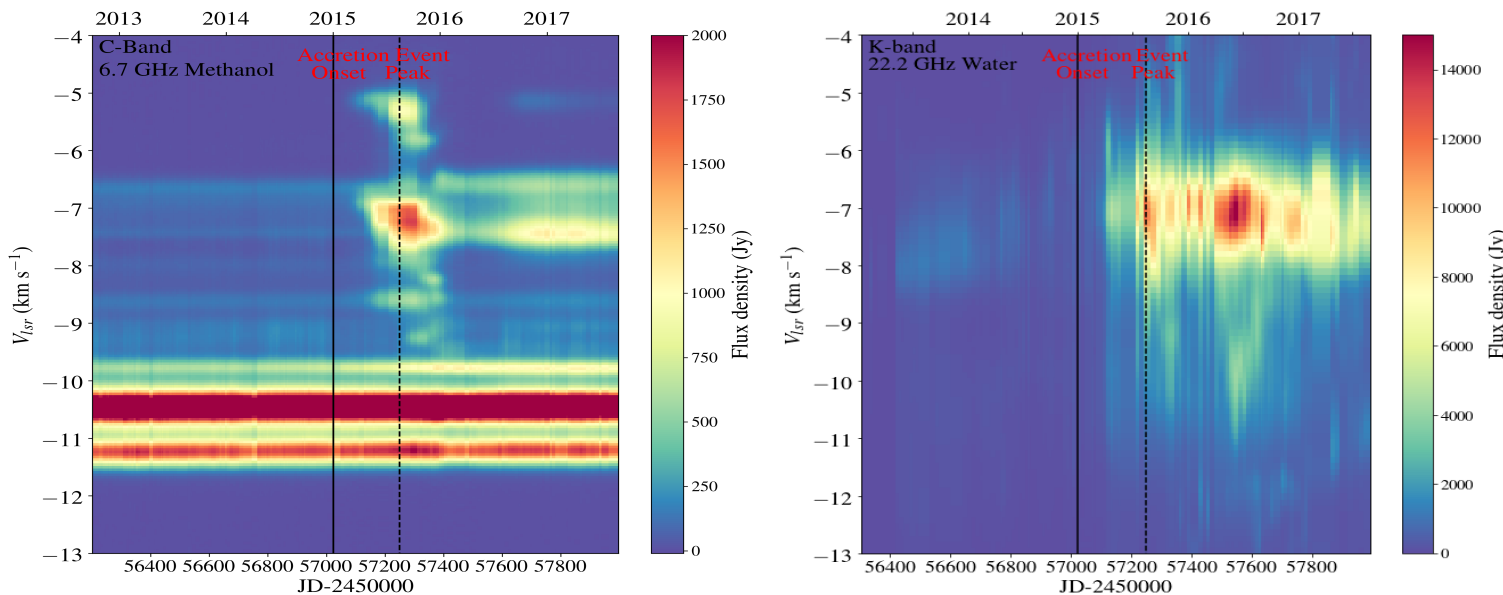 2013 2014 2015 2016 2017
C-Band
6.7 GHz Methanol
Accretion Event
Onset Peak
−4
−5
−6
−7
−8
−9
−10
−11
−12
−13
V_lsr (km s⁻¹)
56400 56600 56800 57000 57200 57400 57600 57800
JD-2450000
2000
1750
1500
1250
1000
750
500
250
0
Flux density (Jy)
2014 2015 2016 2017
K-band
22.2 GHz Water
Accretion Event
Onset Peak
−4
−5
−6
−7
−8
−9
−10
−11
−12
−13
V_lsr (km s⁻¹)
56400 56600 56800 57000 57200 57400 57600 57800
JD-2450000
14000
12000
10000
8000
6000
4000
2000
0
Flux density (Jy)